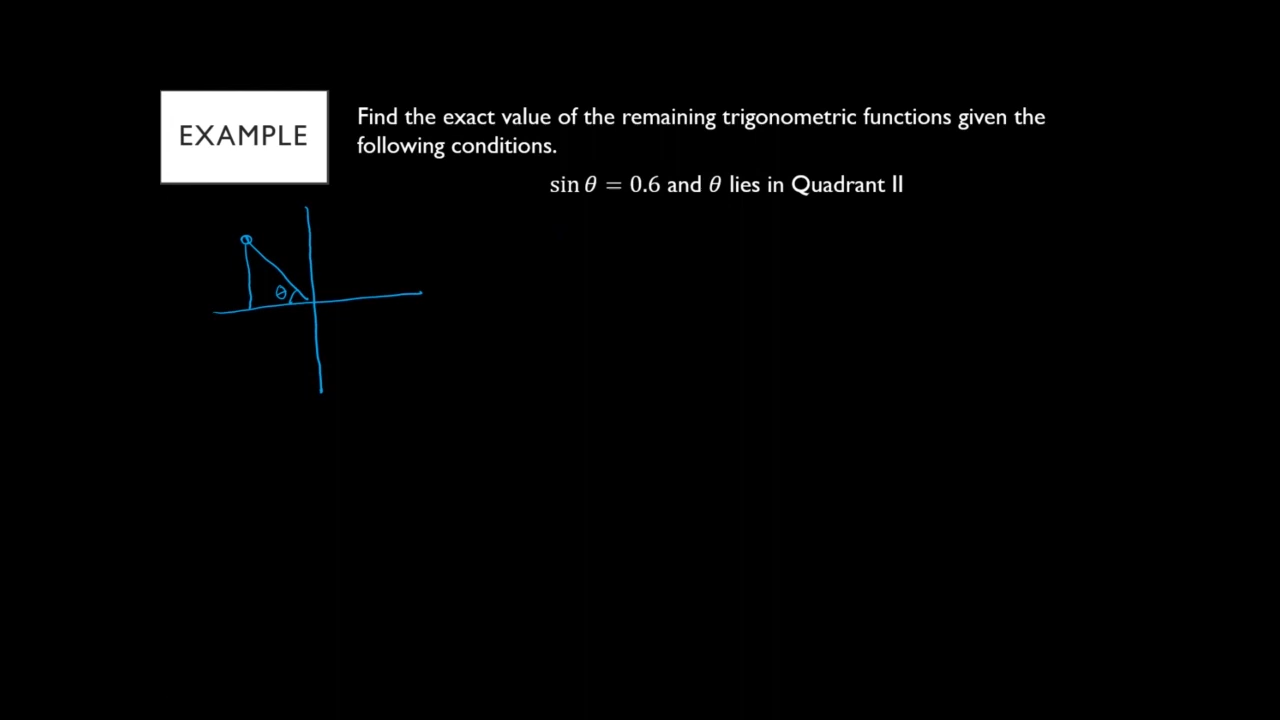 EXAMPLE
Find the exact value of the remaining trigonometric functions given the
following conditions.
sin θ = 0.6 and θ lies in Quadrant II
θ